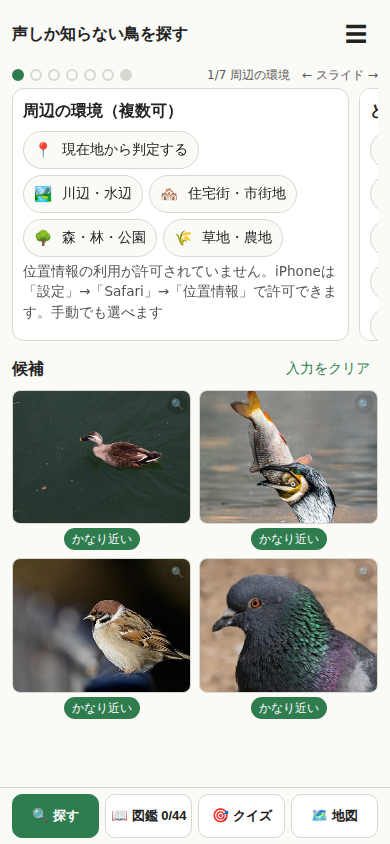 声しか知らない鳥を探す
1/7 周辺の環境 ← スライド →
周辺の環境（複数可）
現在地から判定する
川辺・水辺 住宅街・市街地
森・林・公園 草地・農地
位置情報の利用が許可されていません。iPhoneは
「設定」→「Safari」→「位置情報」で許可できま
す。手動でも選べます
候補 入力をクリア
かなり近い かなり近い
かなり近い かなり近い
探す 図鑑 0/44 クイズ 地図